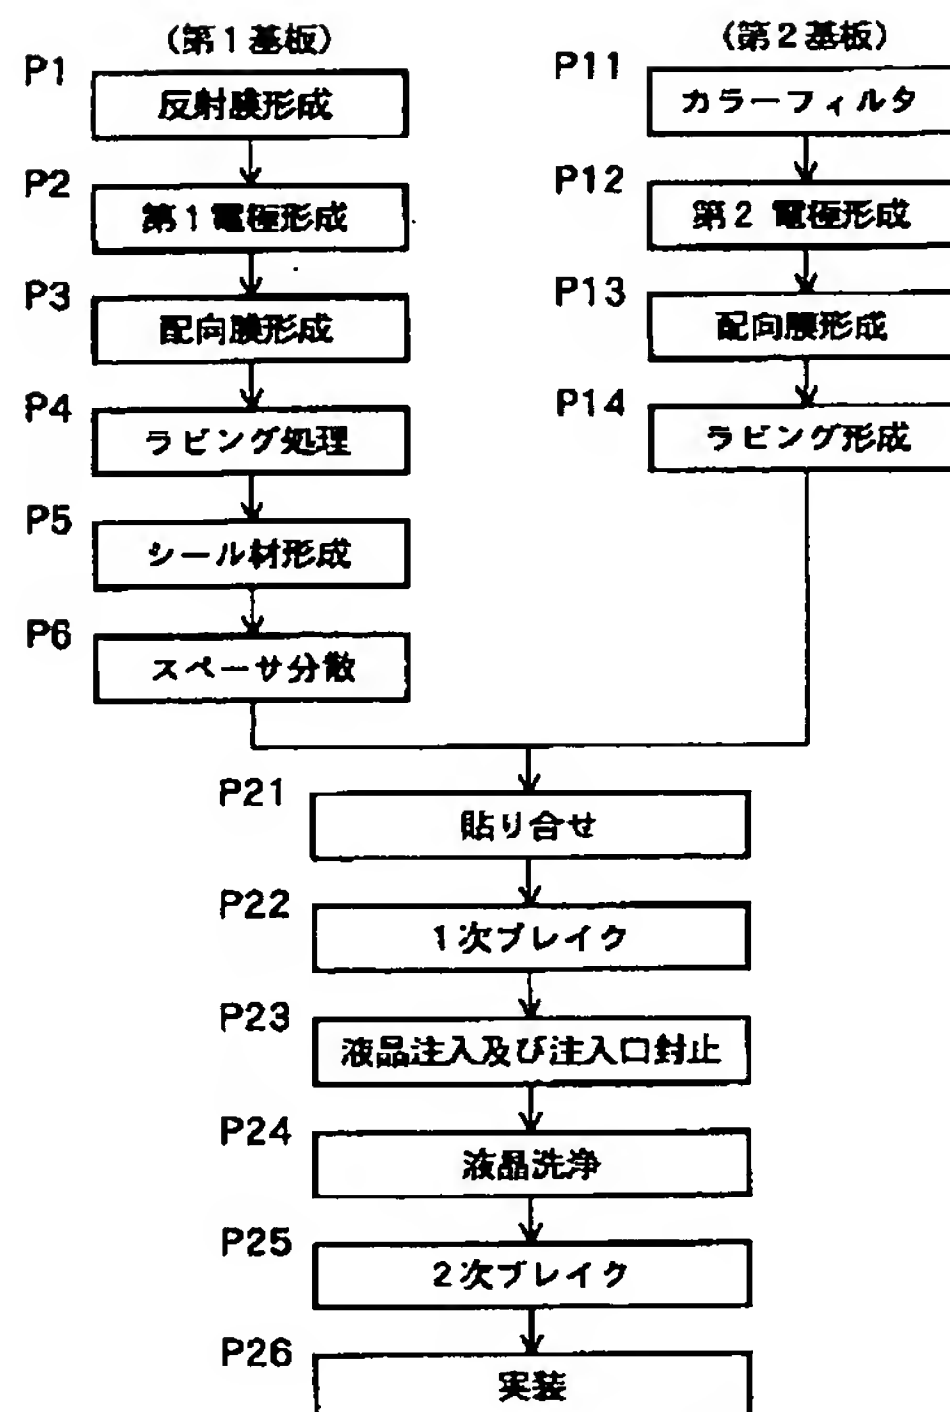 (第1基板)
P1
反射膜形成
P2
第1電極形成
P3
配向膜形成
P4
ラビング処理
P5
シール材形成
P6
スペーサ分散
(第2基板)
P11
カラーフィルタ
P12
第2 電極形成
P13
配向膜形成
P14
ラビング形成
P21
貼り合せ
P22
1次ブレイク
P23
液晶注入及び注入口封止
P24
液晶洗浄
P25
2次ブレイク
P26
実装